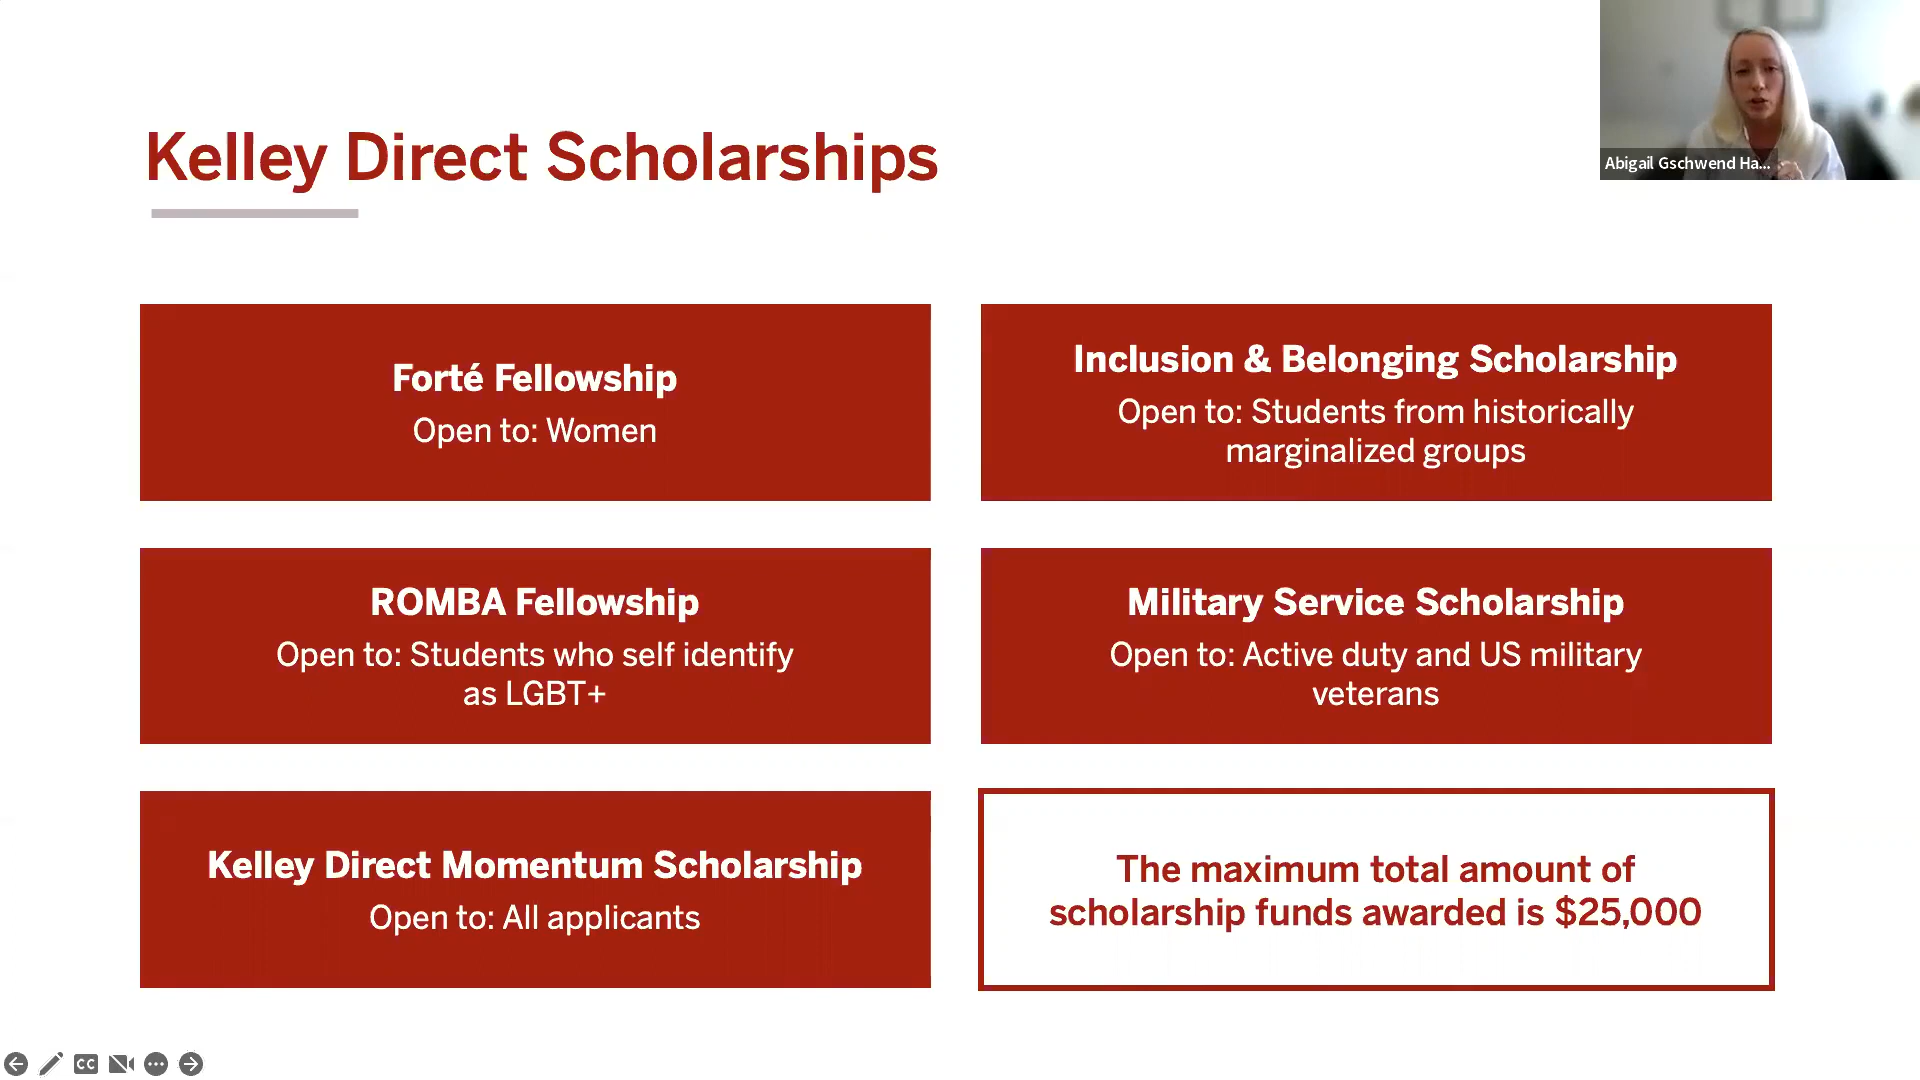 Kelley Direct Scholarships
Abigail Gschwend Ha...
Forté Fellowship
Open to: Women
Inclusion & Belonging Scholarship
Open to: Students from historically
marginalized groups
ROMBA Fellowship
Open to: Students who self identify
as LGBT+
Military Service Scholarship
Open to: Active duty and US military
veterans
Kelley Direct Momentum Scholarship
Open to: All applicants
The maximum total amount of
scholarship funds awarded is $25,000
CC